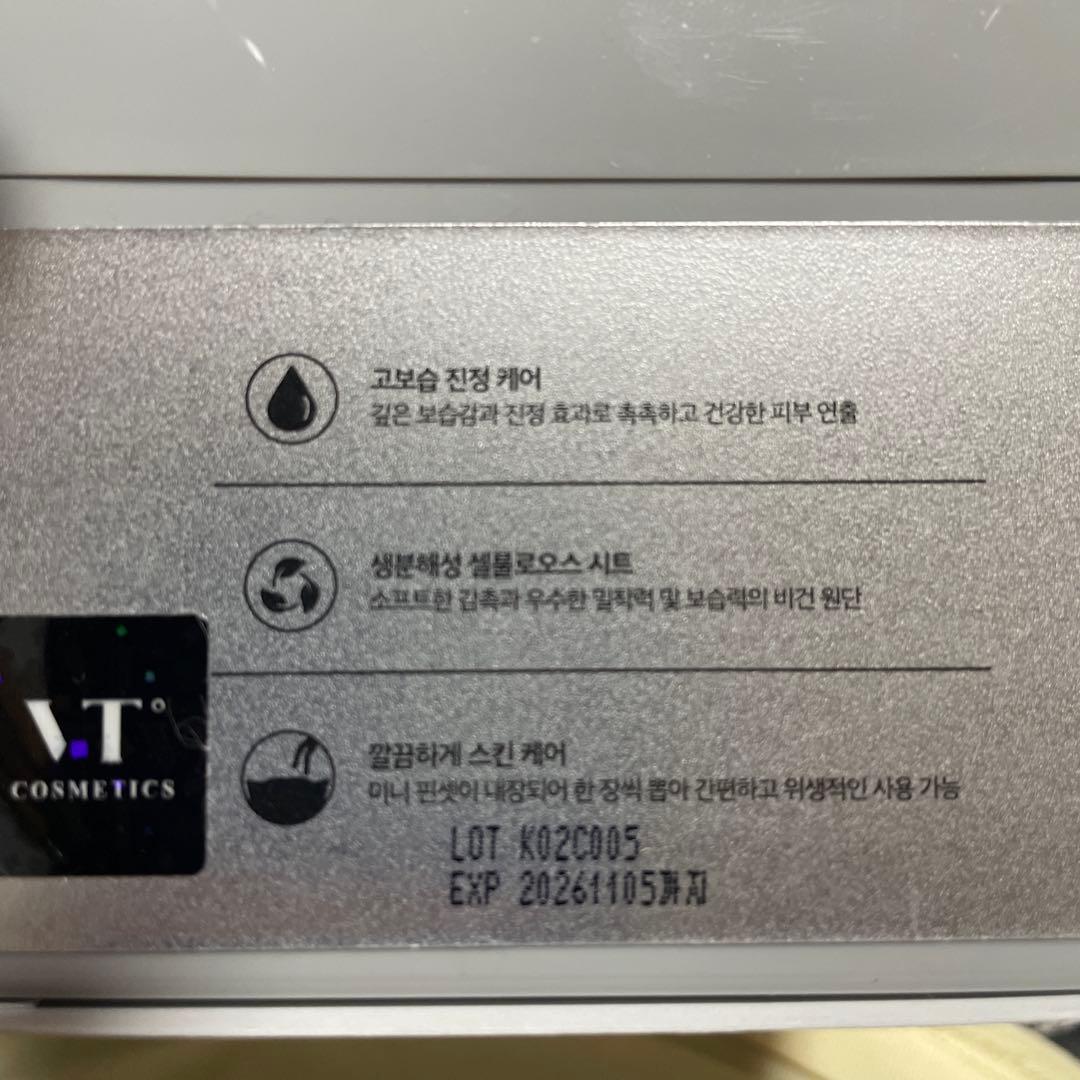 고보습 진정 케어
깊은 보습감과 진정 효과로 촉촉하고 건강한 피부 연출
생분해성 셀룰로오스 시트
소프트한 감촉과 우수한 밀착력 및 보습력의 비건 원단
VT
COSMETICS
깔끔하게 스킨 케어
미니 핀셋이 내장되어 한 장씩 뽑아 간편하고 위생적인 사용 가능
LOT K02C005
EXP 20261105까지